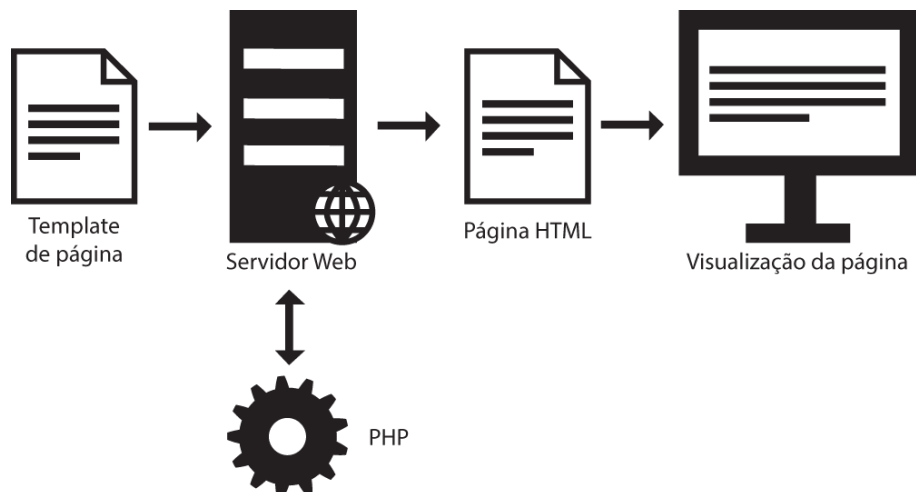 Template
de página
Servidor Web
Página HTML
Visualização da página
PHP